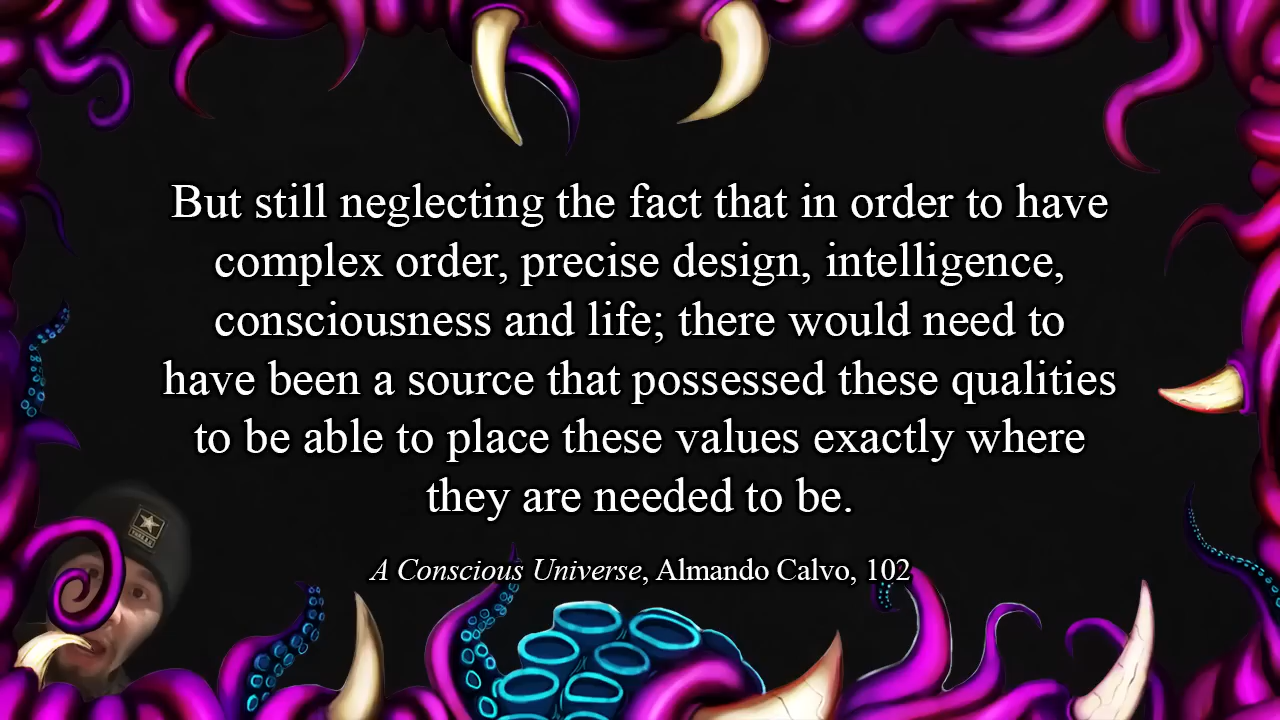 But still neglecting the fact that in order to have
complex order, precise design, intelligence,
consciousness and life; there would need to
have been a source that possessed these qualities
to be able to place these values exactly where
they are needed to be.
A Conscious Universe, Almando Calvo, 102